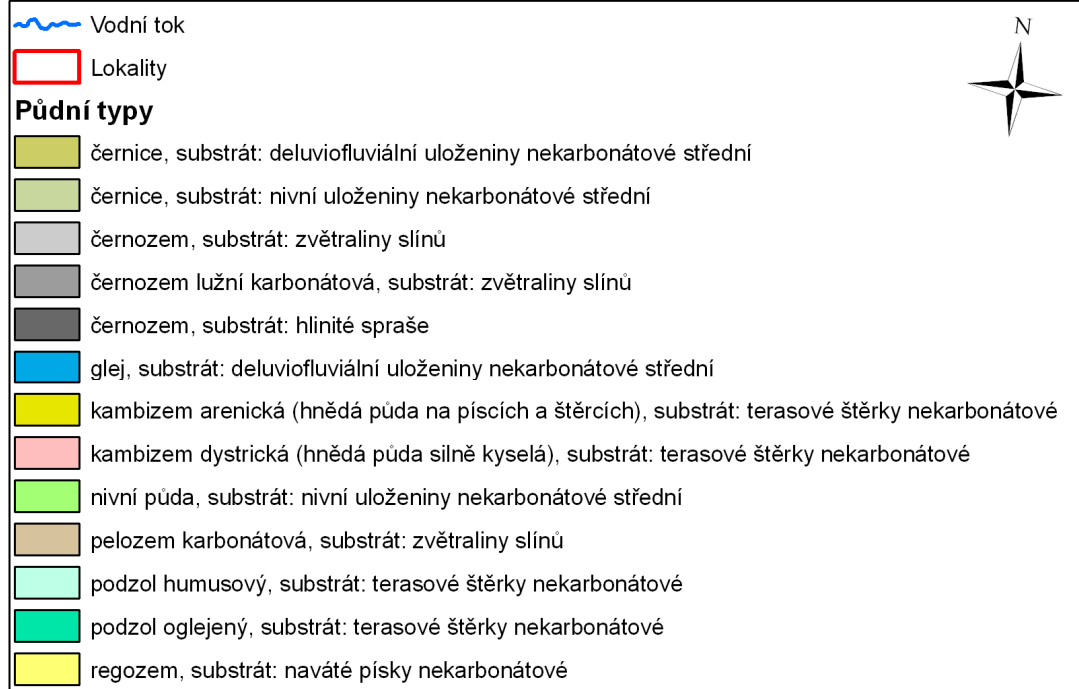 Vodní tok
N
Lokality
Půdní typy
černice, substrát: deluviofluviální uloženiny nekarbonátové střední
černice, substrát: nivní uloženiny nekarbonátové střední
černozem, substrát: zvětraliny slínů
černozem lužní karbonátová, substrát: zvětraliny slínů
černozem, substrát: hlinité spraše
glej, substrát: deluviofluviální uloženiny nekarbonátové střední
kambizem arenická (hnědá půda na píscích a štěrcích), substrát: terasové štěrky nekarbonátové
kambizem dystrická (hnědá půda silně kyselá), substrát: terasové štěrky nekarbonátové
nivní půda, substrát: nivní uloženiny nekarbonátové střední
pelozem karbonátová, substrát: zvětraliny slínů
podzol humusový, substrát: terasové štěrky nekarbonátové
podzol oglejený, substrát: terasové štěrky nekarbonátové
regozem, substrát: naváté písky nekarbonátové